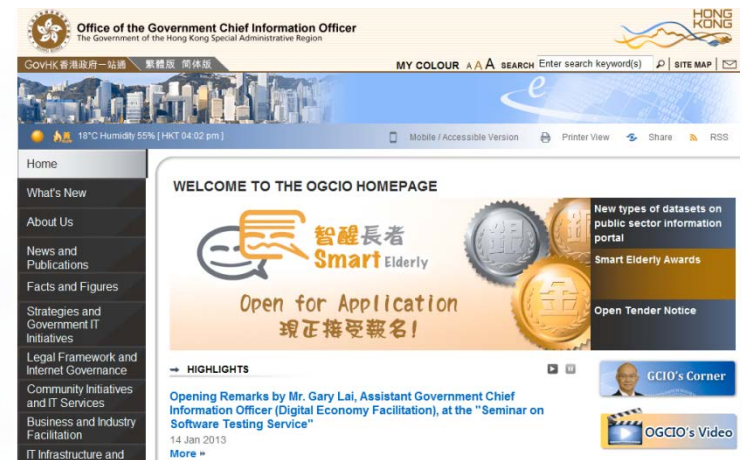 Office of the Government Chief Information Officer
The Government of the Hong Kong Special Administrative Region
HONG
KONG
GovHK香港政府一站通 繁體版 简体版
MY COLOUR A A A SEARCH Enter search keyword(s) SITE MAP
18°C Humidity 55% [ HKT 04:02 pm ]
Mobile / Accessible Version Printer View Share RSS
Home
What's New
About Us
News and
Publications
Facts and Figures
Strategies and
Government IT
Initiatives
Legal Framework and
Internet Governance
Community Initiatives
and IT Services
Business and Industry
Facilitation
IT Infrastructure and
WELCOME TO THE OGCIO HOMEPAGE
智醒長者
Smart Elderly
Open for Application
現正接受報名!
銀
金
New types of datasets on
public sector information
portal
Smart Elderly Awards
Open Tender Notice
HIGHLIGHTS
Opening Remarks by Mr. Gary Lai, Assistant Government Chief
Information Officer (Digital Economy Facilitation), at the "Seminar on
Software Testing Service"
14 Jan 2013
More »
GCIO's Corner
OGCIO's Video